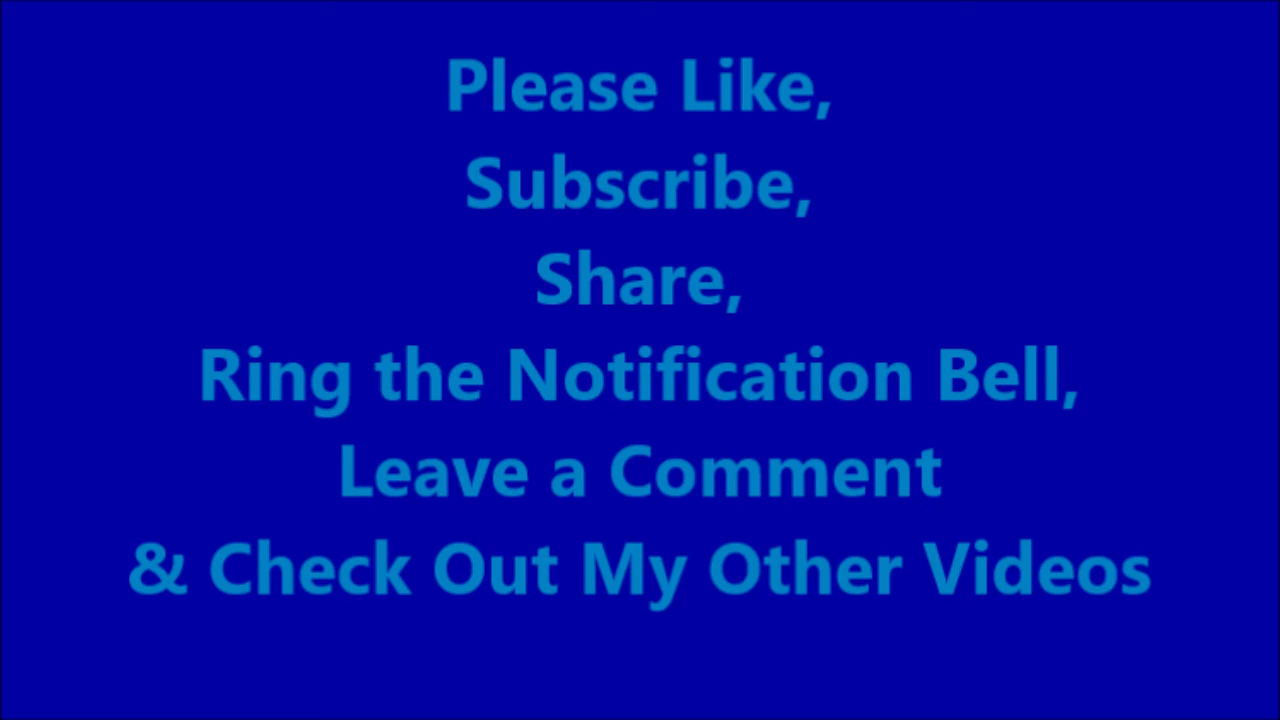 Please Like,
Subscribe,
Share,
Ring the Notification Bell,
Leave a Comment
& Check Out My Other Videos